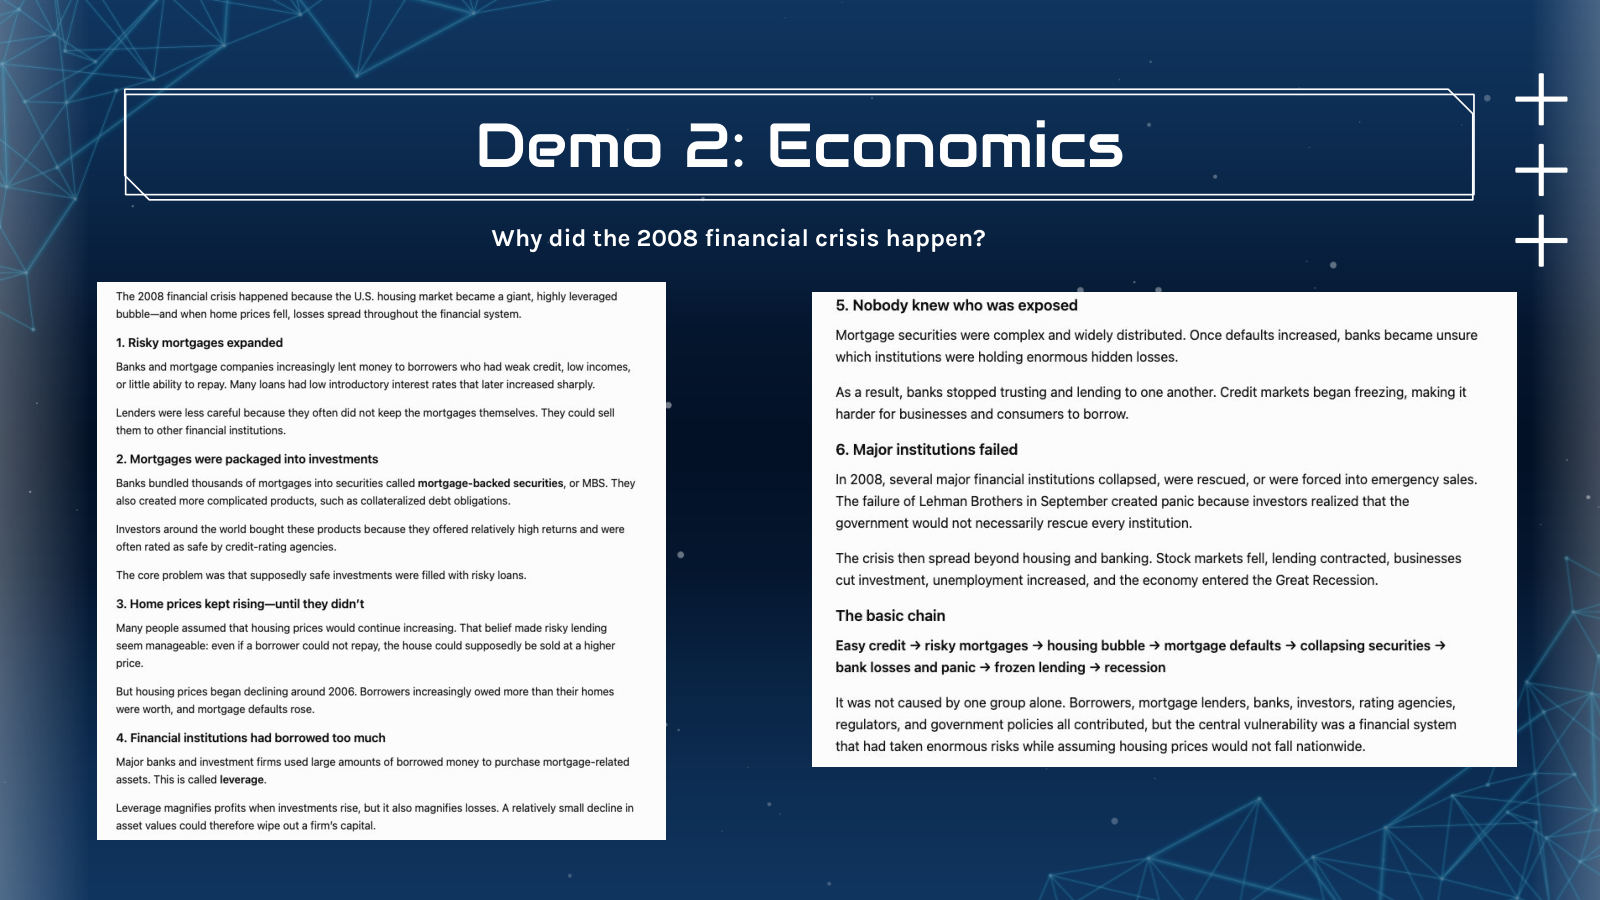 Demo 2: Economics
Why did the 2008 financial crisis happen?
The 2008 financial crisis happened because the U.S. housing market became a giant, highly leveraged
bubble—and when home prices fell, losses spread throughout the financial system.
1. Risky mortgages expanded
Banks and mortgage companies increasingly lent money to borrowers who had weak credit, low incomes,
or little ability to repay. Many loans had low introductory interest rates that later increased sharply.
Lenders were less careful because they often did not keep the mortgages themselves. They could sell
them to other financial institutions.
2. Mortgages were packaged into investments
Banks bundled thousands of mortgages into securities called mortgage-backed securities, or MBS. They
also created more complicated products, such as collateralized debt obligations.
Investors around the world bought these products because they offered relatively high returns and were
often rated as safe by credit-rating agencies.
The core problem was that supposedly safe investments were filled with risky loans.
3. Home prices kept rising—until they didn’t
Many people assumed that housing prices would continue increasing. That belief made risky lending
seem manageable: even if a borrower could not repay, the house could supposedly be sold at a higher
price.
But housing prices began declining around 2006. Borrowers increasingly owed more than their homes
were worth, and mortgage defaults rose.
4. Financial institutions had borrowed too much
Major banks and investment firms used large amounts of borrowed money to purchase mortgage-related
assets. This is called leverage.
Leverage magnifies profits when investments rise, but it also magnifies losses. A relatively small decline in
asset values could therefore wipe out a firm’s capital.
5. Nobody knew who was exposed
Mortgage securities were complex and widely distributed. Once defaults increased, banks became unsure
which institutions were holding enormous hidden losses.
As a result, banks stopped trusting and lending to one another. Credit markets began freezing, making it
harder for businesses and consumers to borrow.
6. Major institutions failed
In 2008, several major financial institutions collapsed, were rescued, or were forced into emergency sales.
The failure of Lehman Brothers in September created panic because investors realized that the
government would not necessarily rescue every institution.
The crisis then spread beyond housing and banking. Stock markets fell, lending contracted, businesses
cut investment, unemployment increased, and the economy entered the Great Recession.
The basic chain
Easy credit → risky mortgages → housing bubble → mortgage defaults → collapsing securities →
bank losses and panic → frozen lending → recession
It was not caused by one group alone. Borrowers, mortgage lenders, banks, investors, rating agencies,
regulators, and government policies all contributed, but the central vulnerability was a financial system
that had taken enormous risks while assuming housing prices would not fall nationwide.